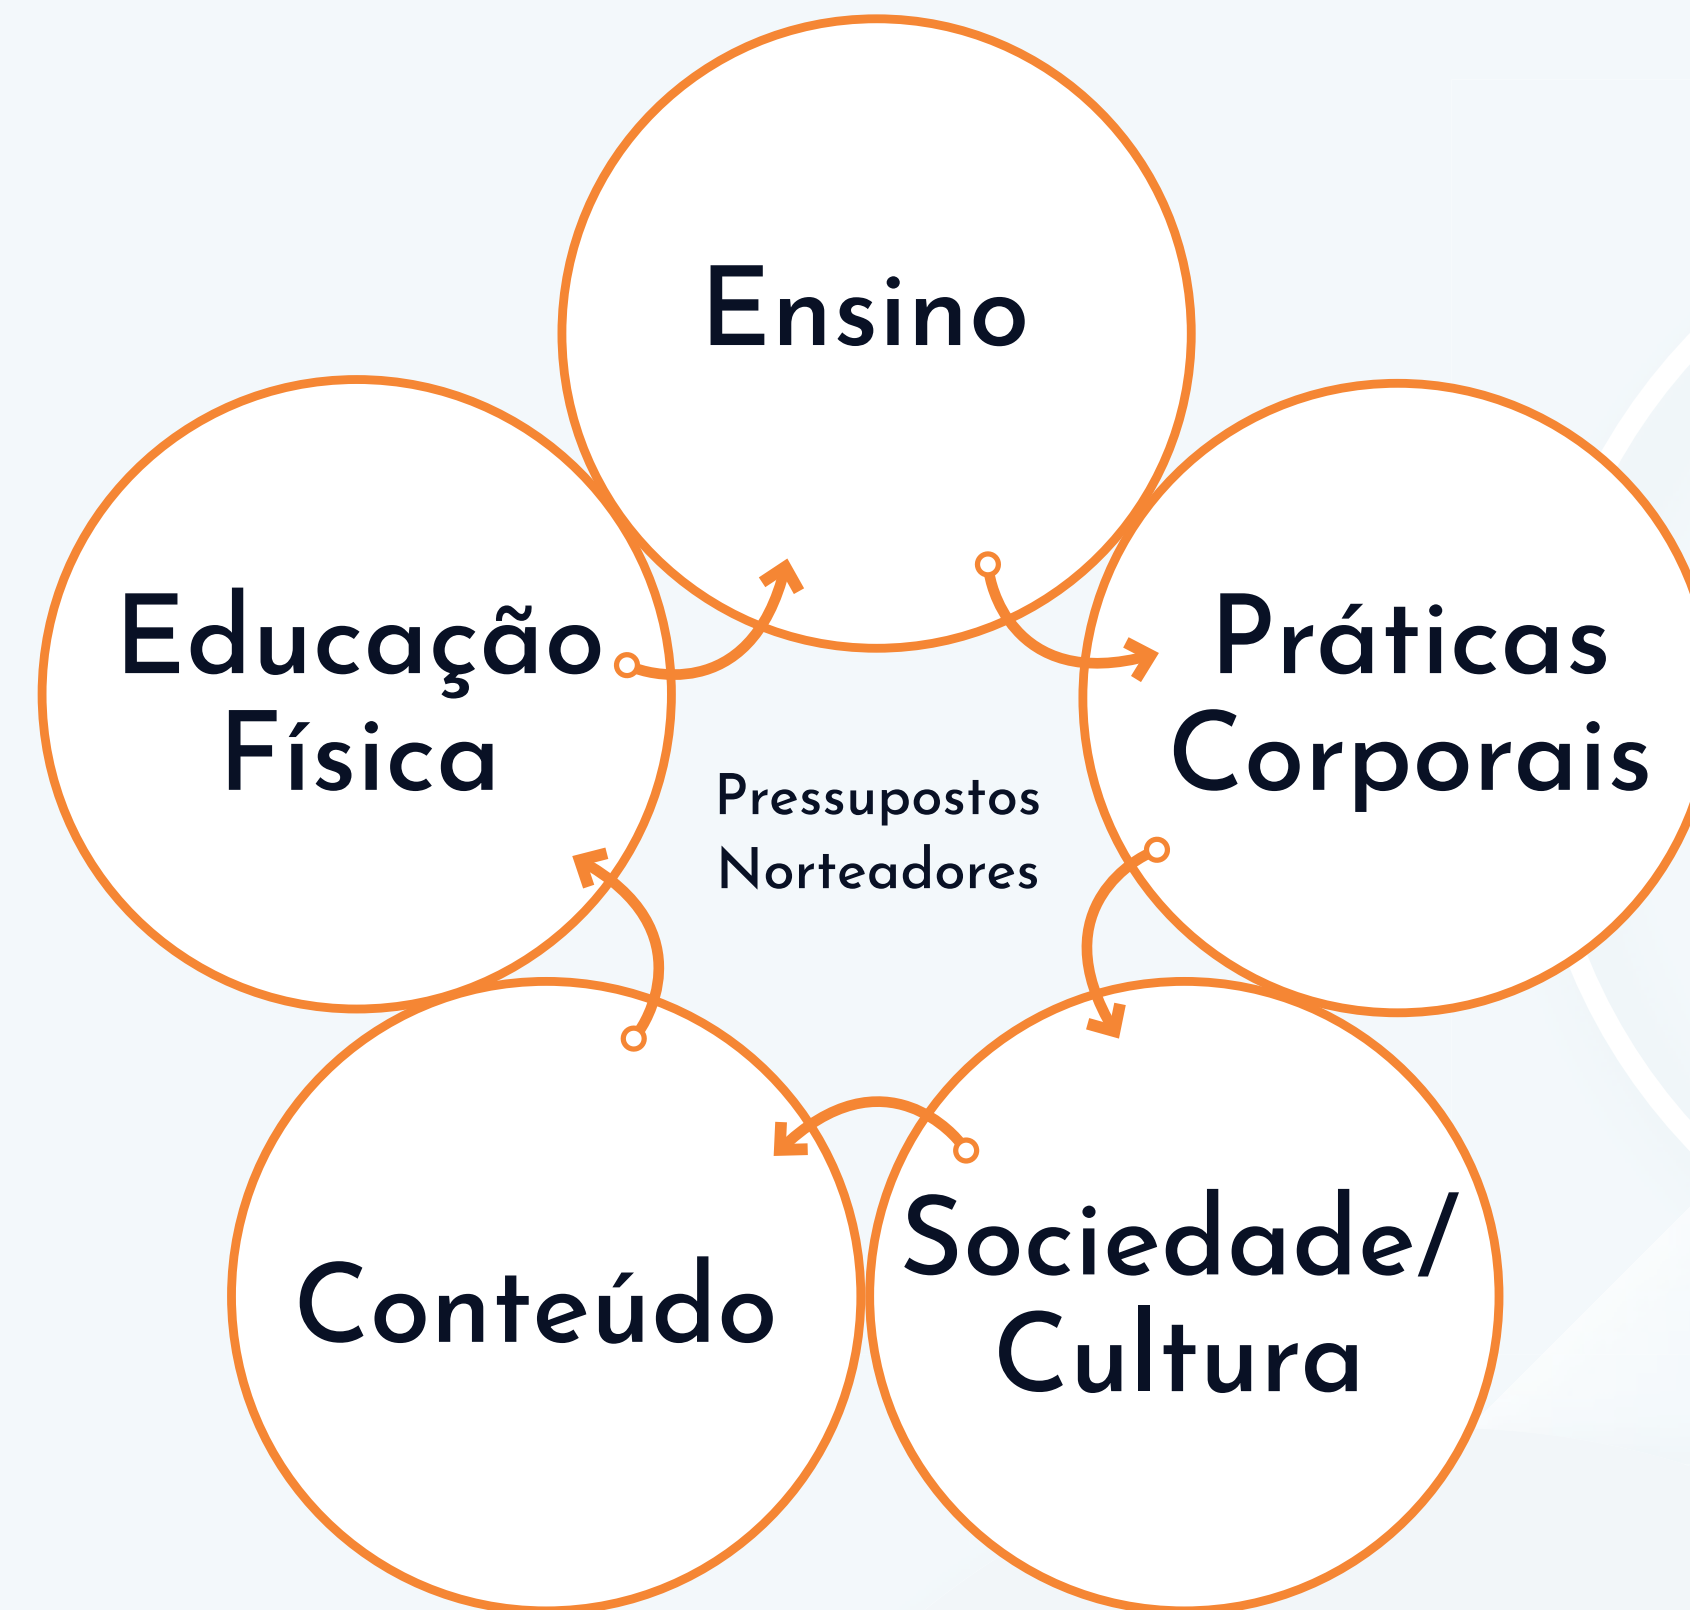 Ensino
Educação
Física
Práticas
Corporais
Pressupostos
Norteadores
Conteúdo
Sociedade/
Cultura